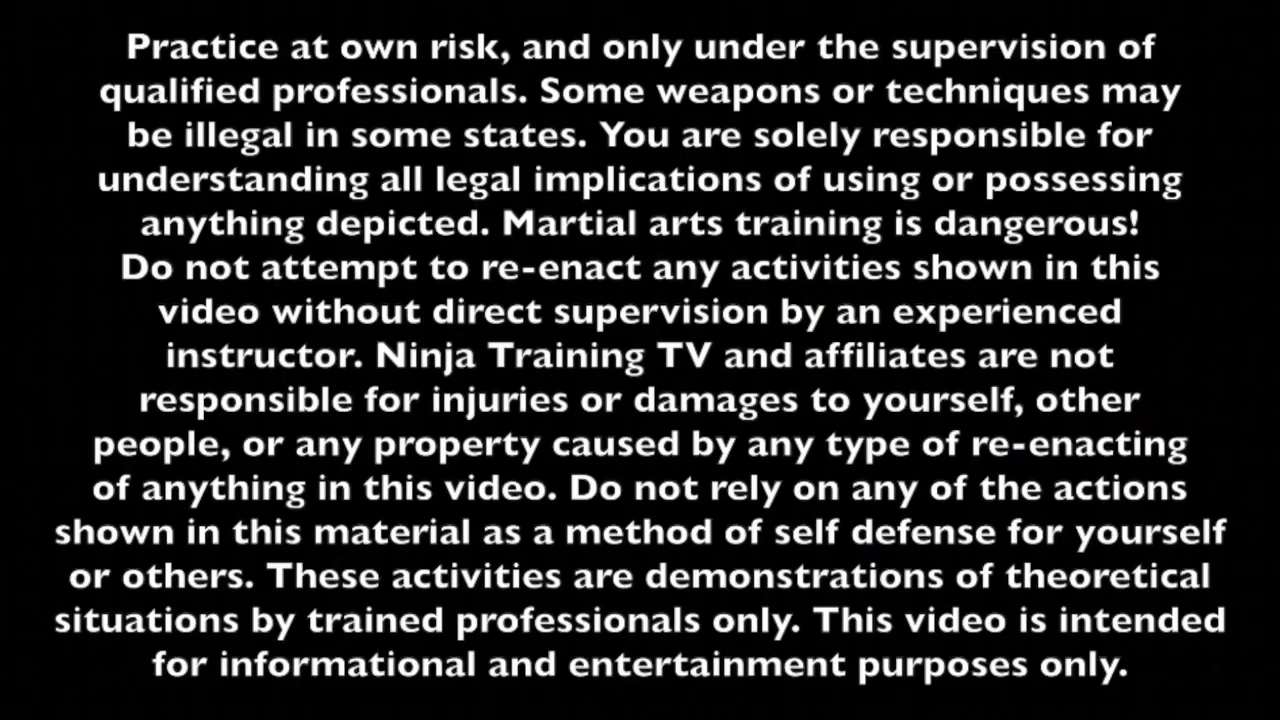 Practice at own risk, and only under the supervision of
qualified professionals. Some weapons or techniques may
be illegal in some states. You are solely responsible for
understanding all legal implications of using or possessing
anything depicted. Martial arts training is dangerous!
Do not attempt to re-enact any activities shown in this
video without direct supervision by an experienced
instructor. Ninja Training TV and affiliates are not
responsible for injuries or damages to yourself, other
people, or any property caused by any type of re-enacting
of anything in this video. Do not rely on any of the actions
shown in this material as a method of self defense for yourself
or others. These activities are demonstrations of theoretical
situations by trained professionals only. This video is intended
for informational and entertainment purposes only.